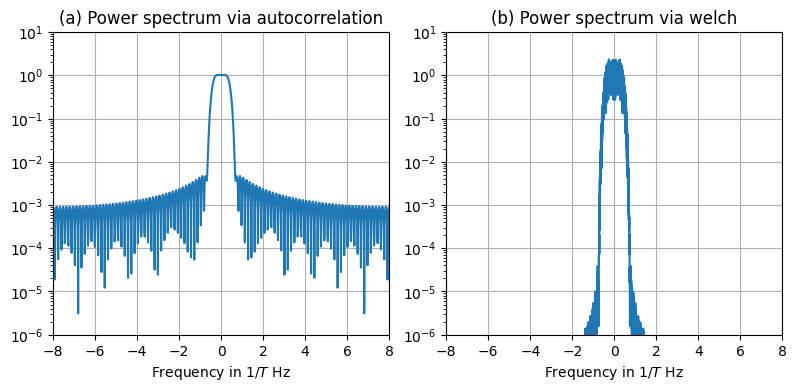 (a) Power spectrum via autocorrelation
10^1
10^0
10^-1
10^-2
10^-3
10^-4
10^-5
10^-6
−8 −6 −4 −2 0 2 4 6 8
Frequency in 1/T Hz
(b) Power spectrum via welch
10^1
10^0
10^-1
10^-2
10^-3
10^-4
10^-5
10^-6
−8 −6 −4 −2 0 2 4 6 8
Frequency in 1/T Hz